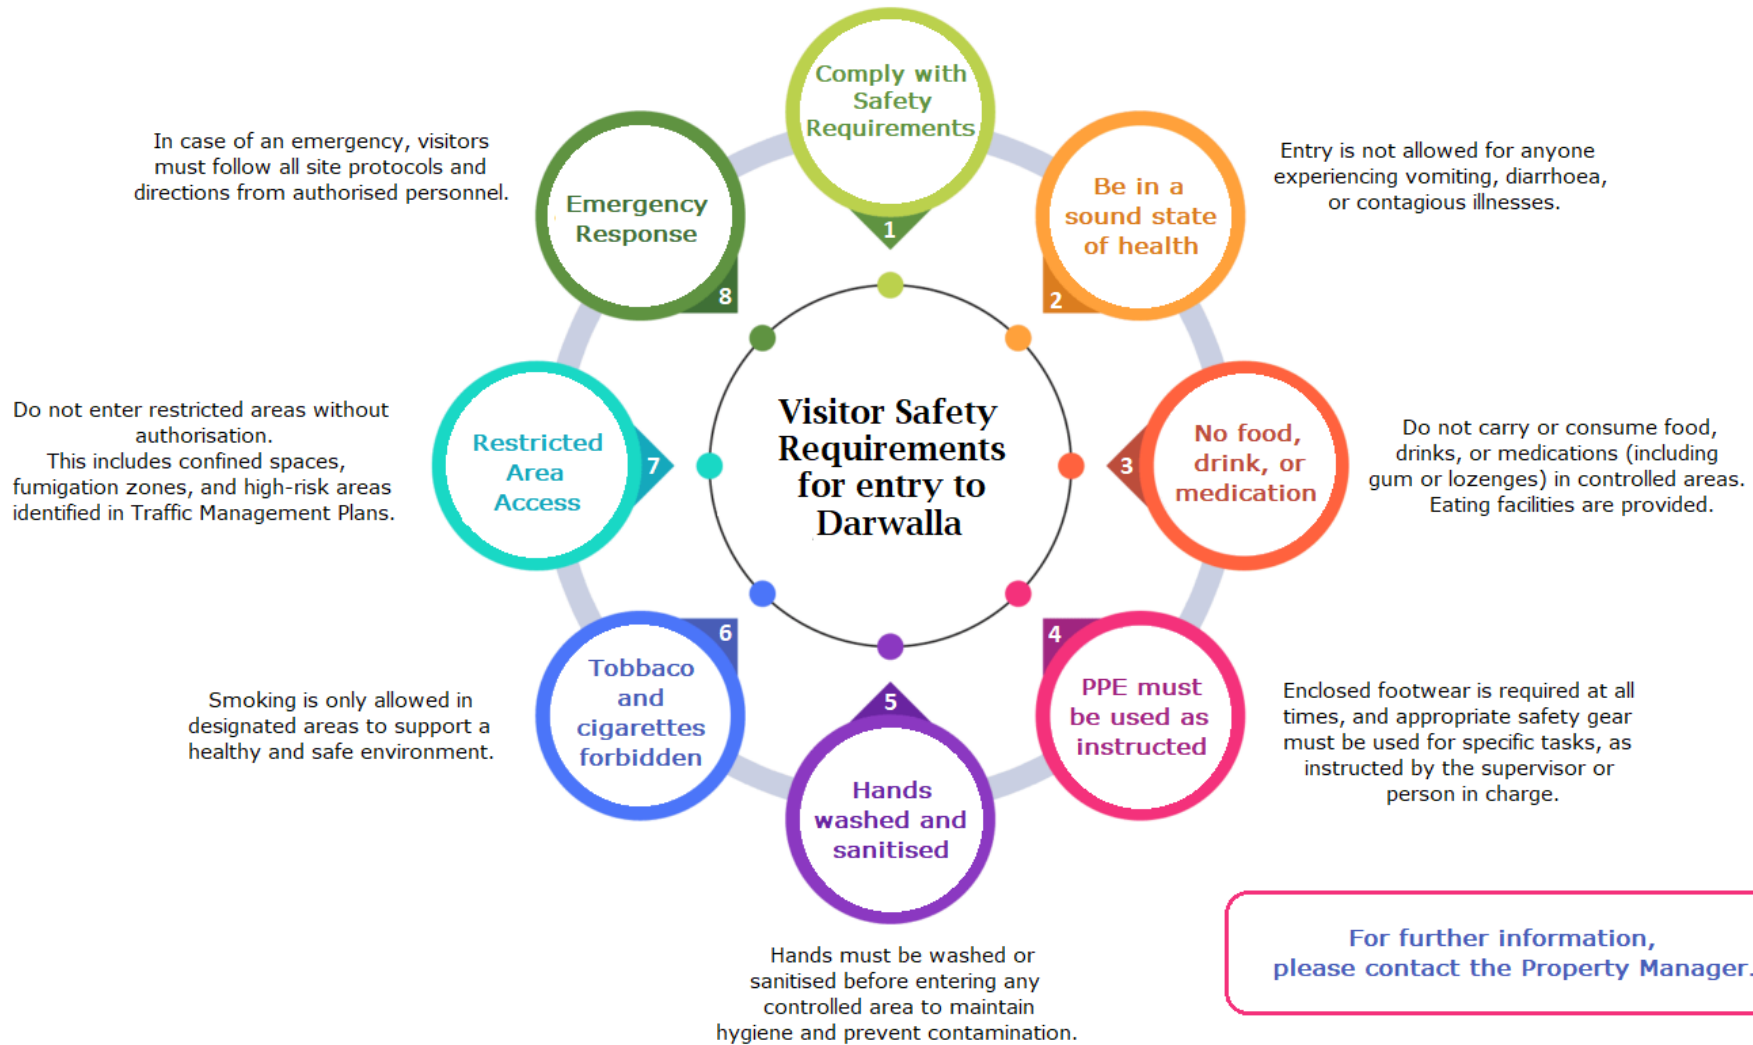 Visitor Safety
Requirements
for entry to
Darwalla
Comply with
Safety
Requirements
1
Be in a
sound state
of health
2
Entry is not allowed for anyone
experiencing vomiting, diarrhoea,
or contagious illnesses.
No food,
drink, or
medication
3
Do not carry or consume food,
drinks, or medications (including
gum or lozenges) in controlled areas.
Eating facilities are provided.
PPE must
be used as
instructed
4
Enclosed footwear is required at all
times, and appropriate safety gear
must be used for specific tasks, as
instructed by the supervisor or
person in charge.
Hands
washed and
sanitised
5
Hands must be washed or
sanitised before entering any
controlled area to maintain
hygiene and prevent contamination.
Tobbaco
and
cigarettes
forbidden
6
Smoking is only allowed in
designated areas to support a
healthy and safe environment.
Restricted
Area
Access
7
Do not enter restricted areas without
authorisation.
This includes confined spaces,
fumigation zones, and high-risk areas
identified in Traffic Management Plans.
Emergency
Response
8
In case of an emergency, visitors
must follow all site protocols and
directions from authorised personnel.
For further information,
please contact the Property Manager.